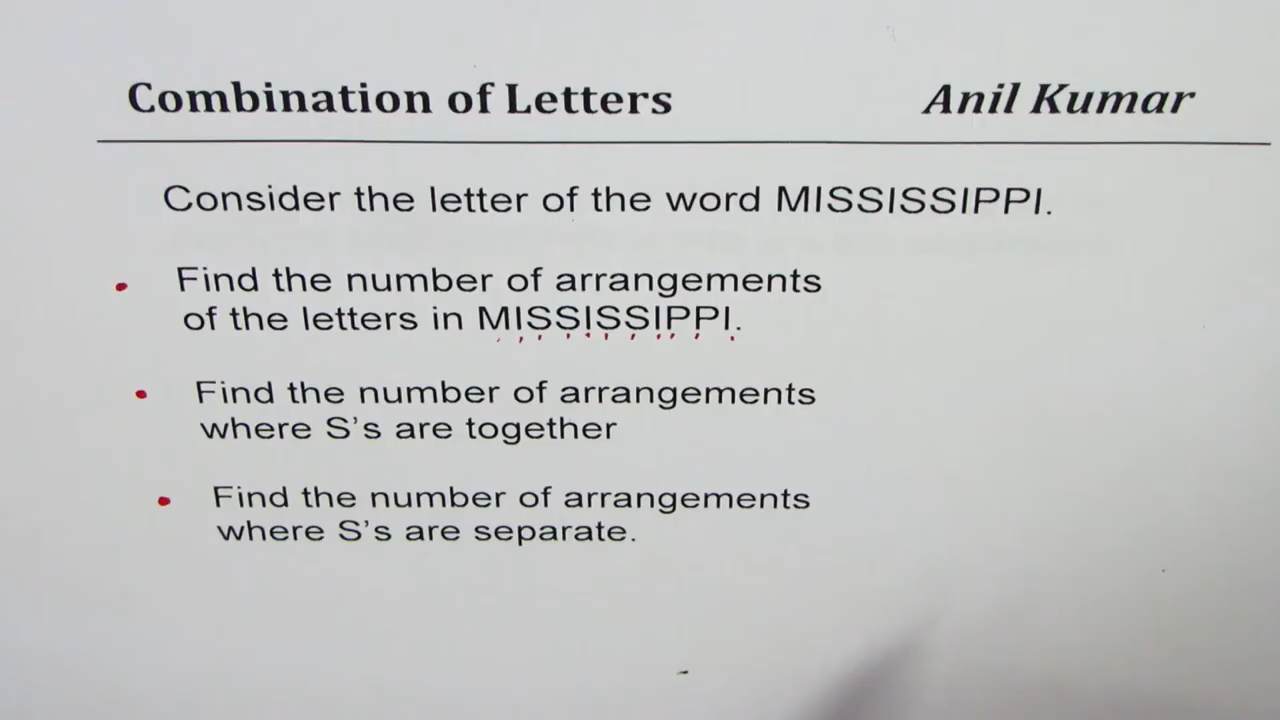 Combination of Letters Anil Kumar
Consider the letter of the word MISSISSIPPI.
Find the number of arrangements
of the letters in MISSISSIPPI.
Find the number of arrangements
where S's are together
Find the number of arrangements
where S's are separate.